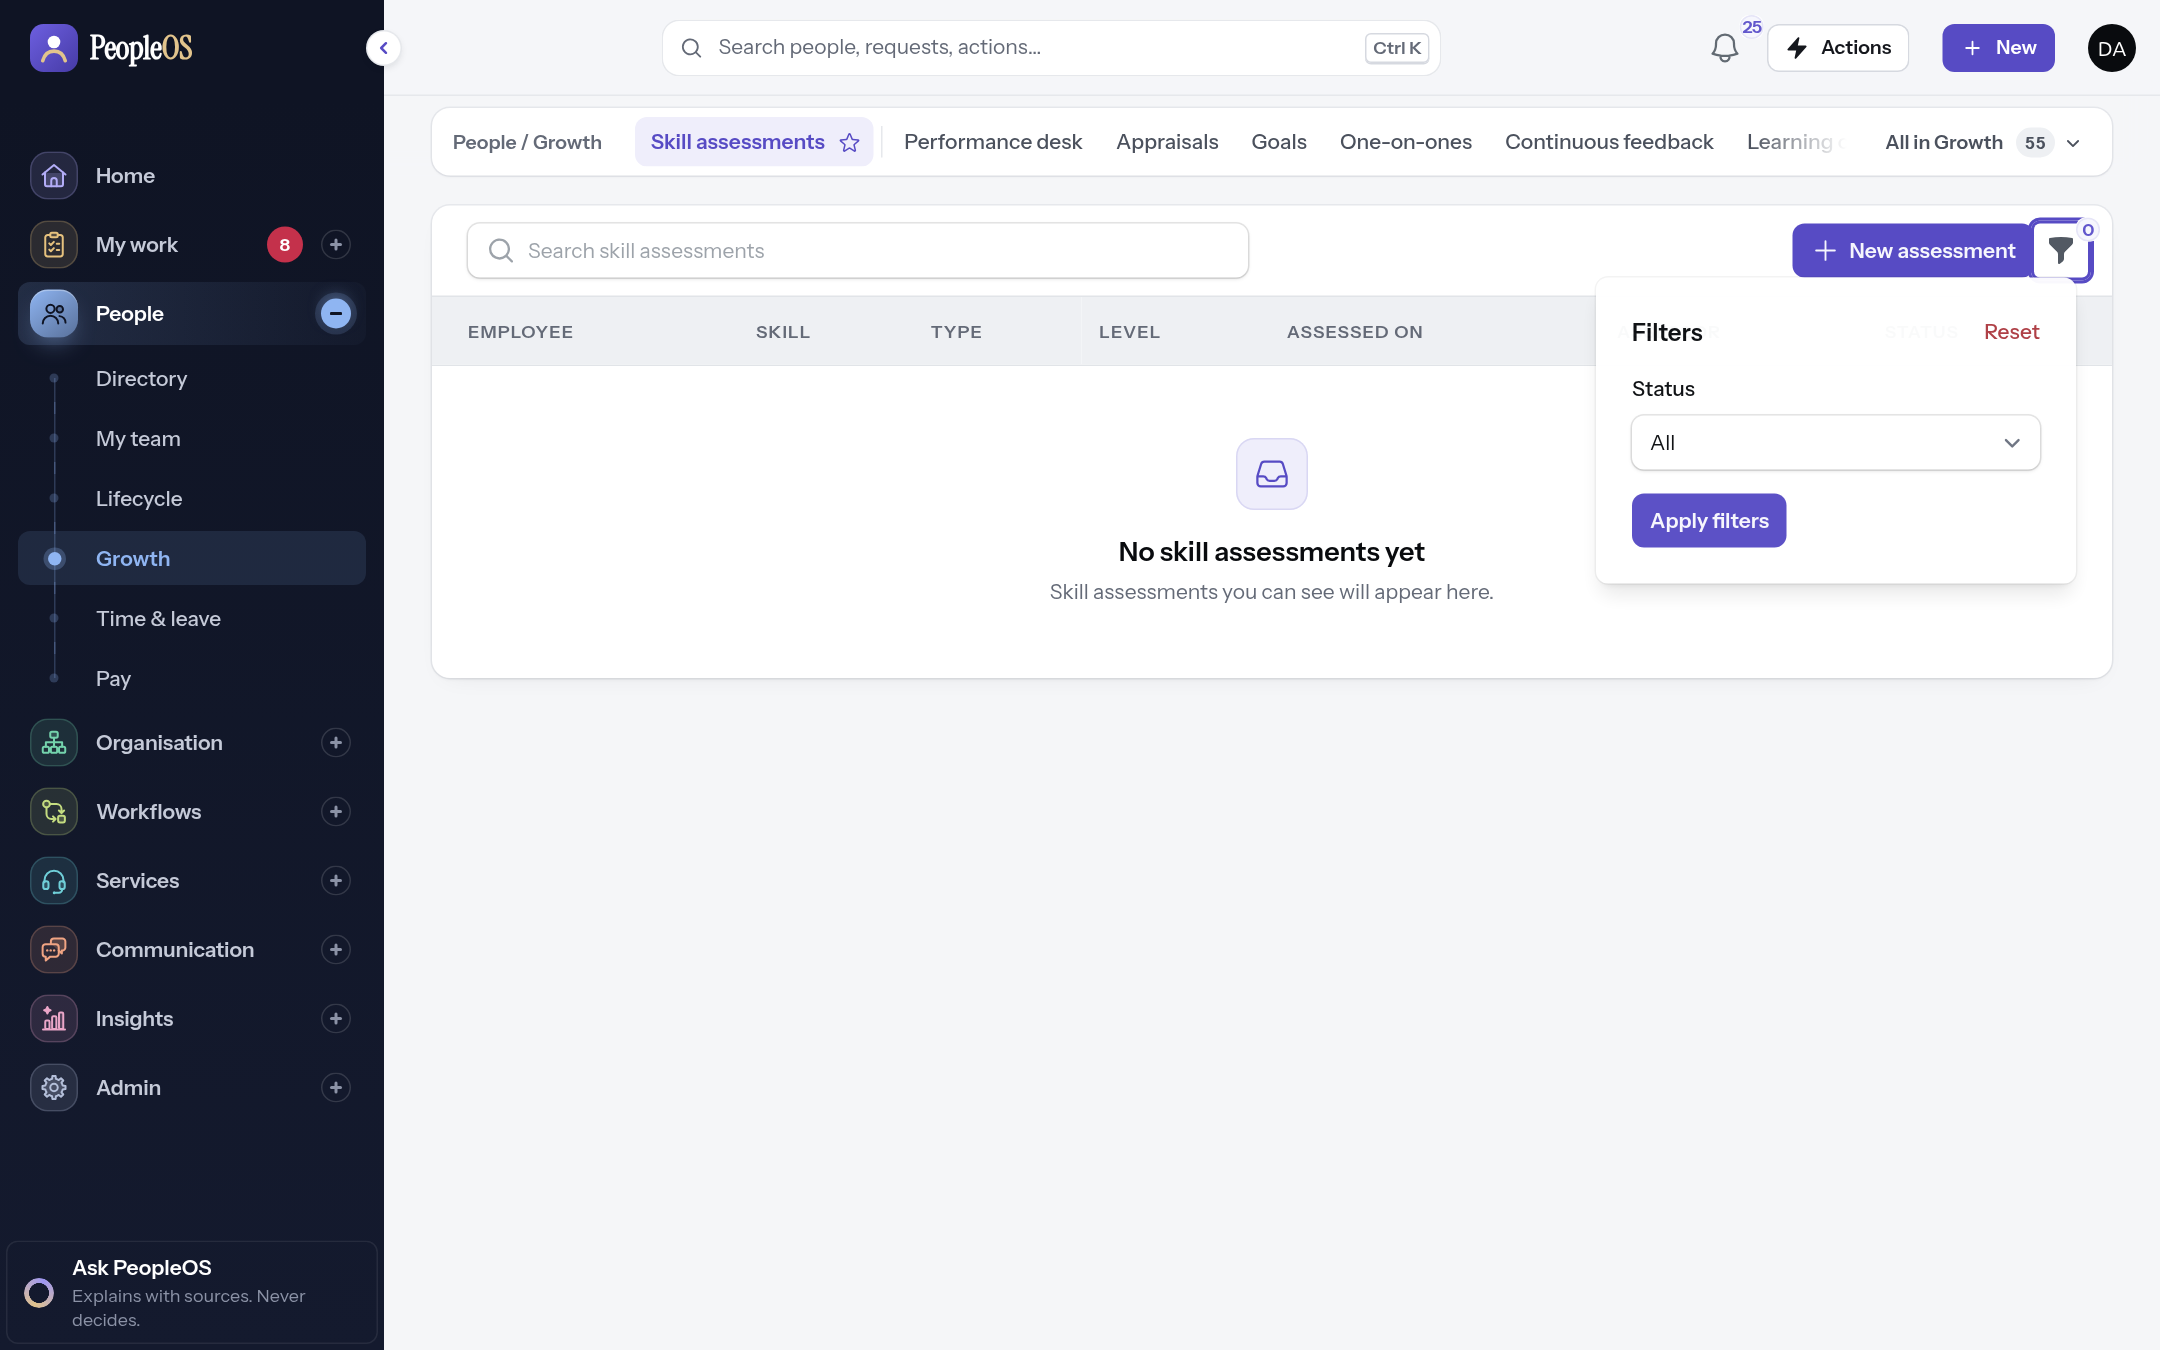 PeopleOS
Search people, requests, actions...
Ctrl K
25
Actions
New
DA
Home
My work
8
People
Directory
My team
Lifecycle
Growth
Time & leave
Pay
Organisation
Workflows
Services
Communication
Insights
Admin
Ask PeopleOS
Explains with sources. Never
decides.
People / Growth
Skill assessments
Performance desk
Appraisals
Goals
One-on-ones
Continuous feedback
Learning
All in Growth
55
Search skill assessments
New assessment
0
EMPLOYEE
SKILL
TYPE
LEVEL
ASSESSED ON
STATUS
Filters
Reset
Status
All
Apply filters
No skill assessments yet
Skill assessments you can see will appear here.